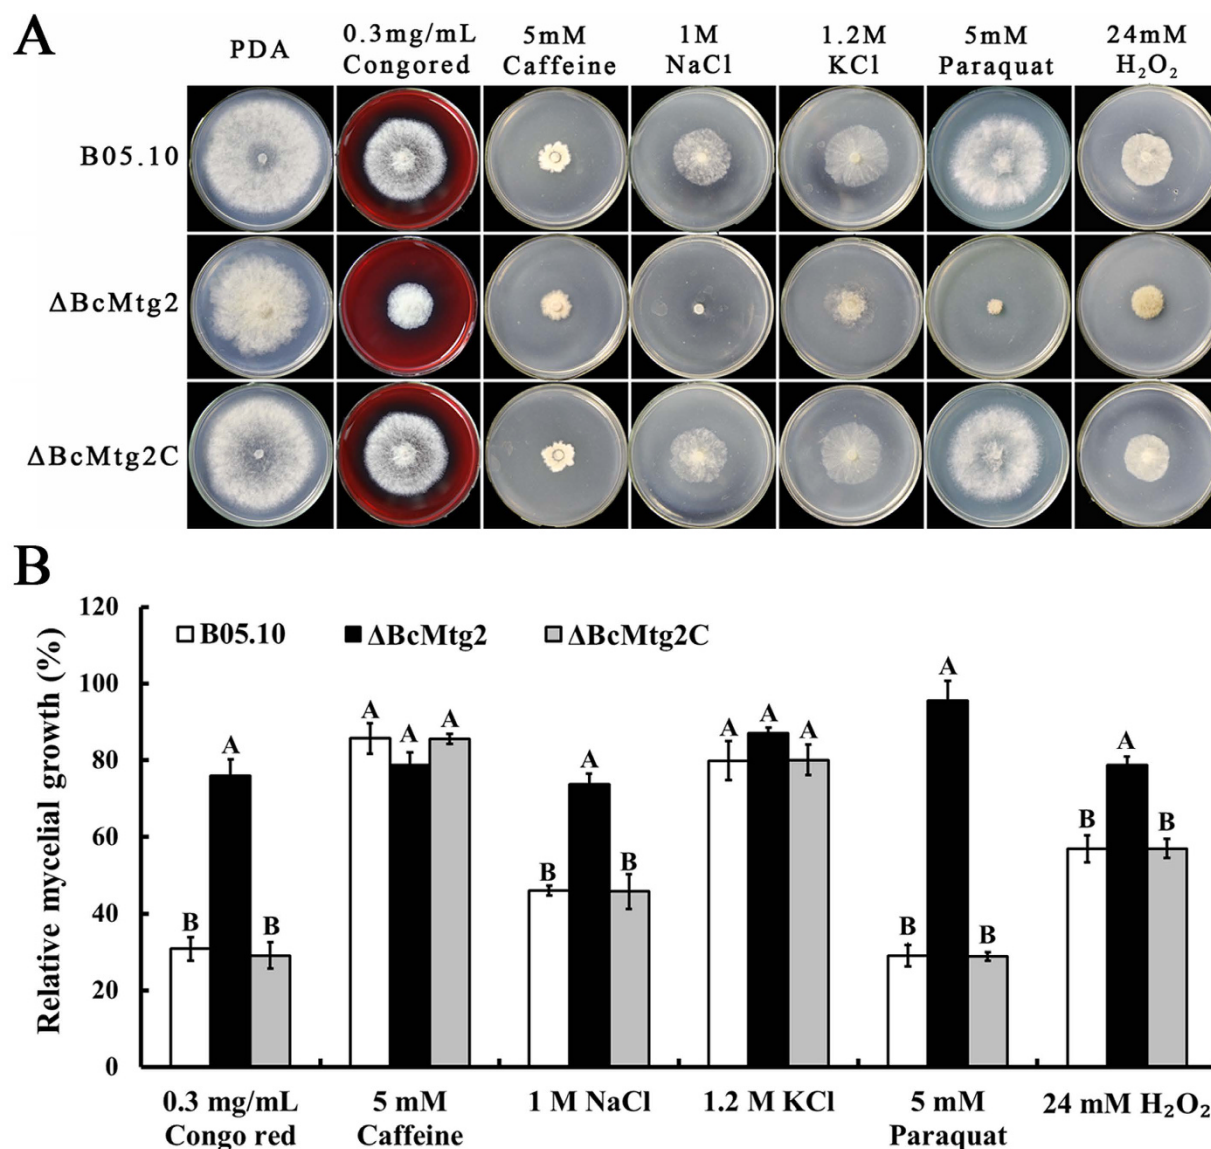 A
PDA
0.3mg/mL
Congored
5mM
Caffeine
1M
NaCl
1.2M
KCl
5mM
Paraquat
24mM
H₂O₂
B05.10
ΔBcMtg2
ΔBcMtg2C
B
Relative mycelial growth (%)
120
100
80
60
40
20
0
B05.10
ΔBcMtg2
ΔBcMtg2C
B
A
B
A
A
A
B
A
B
A
A
A
B
A
B
B
A
B
0.3 mg/mL
Congo red
5 mM
Caffeine
1 M NaCl
1.2 M KCl
5 mM
Paraquat
24 mM H₂O₂